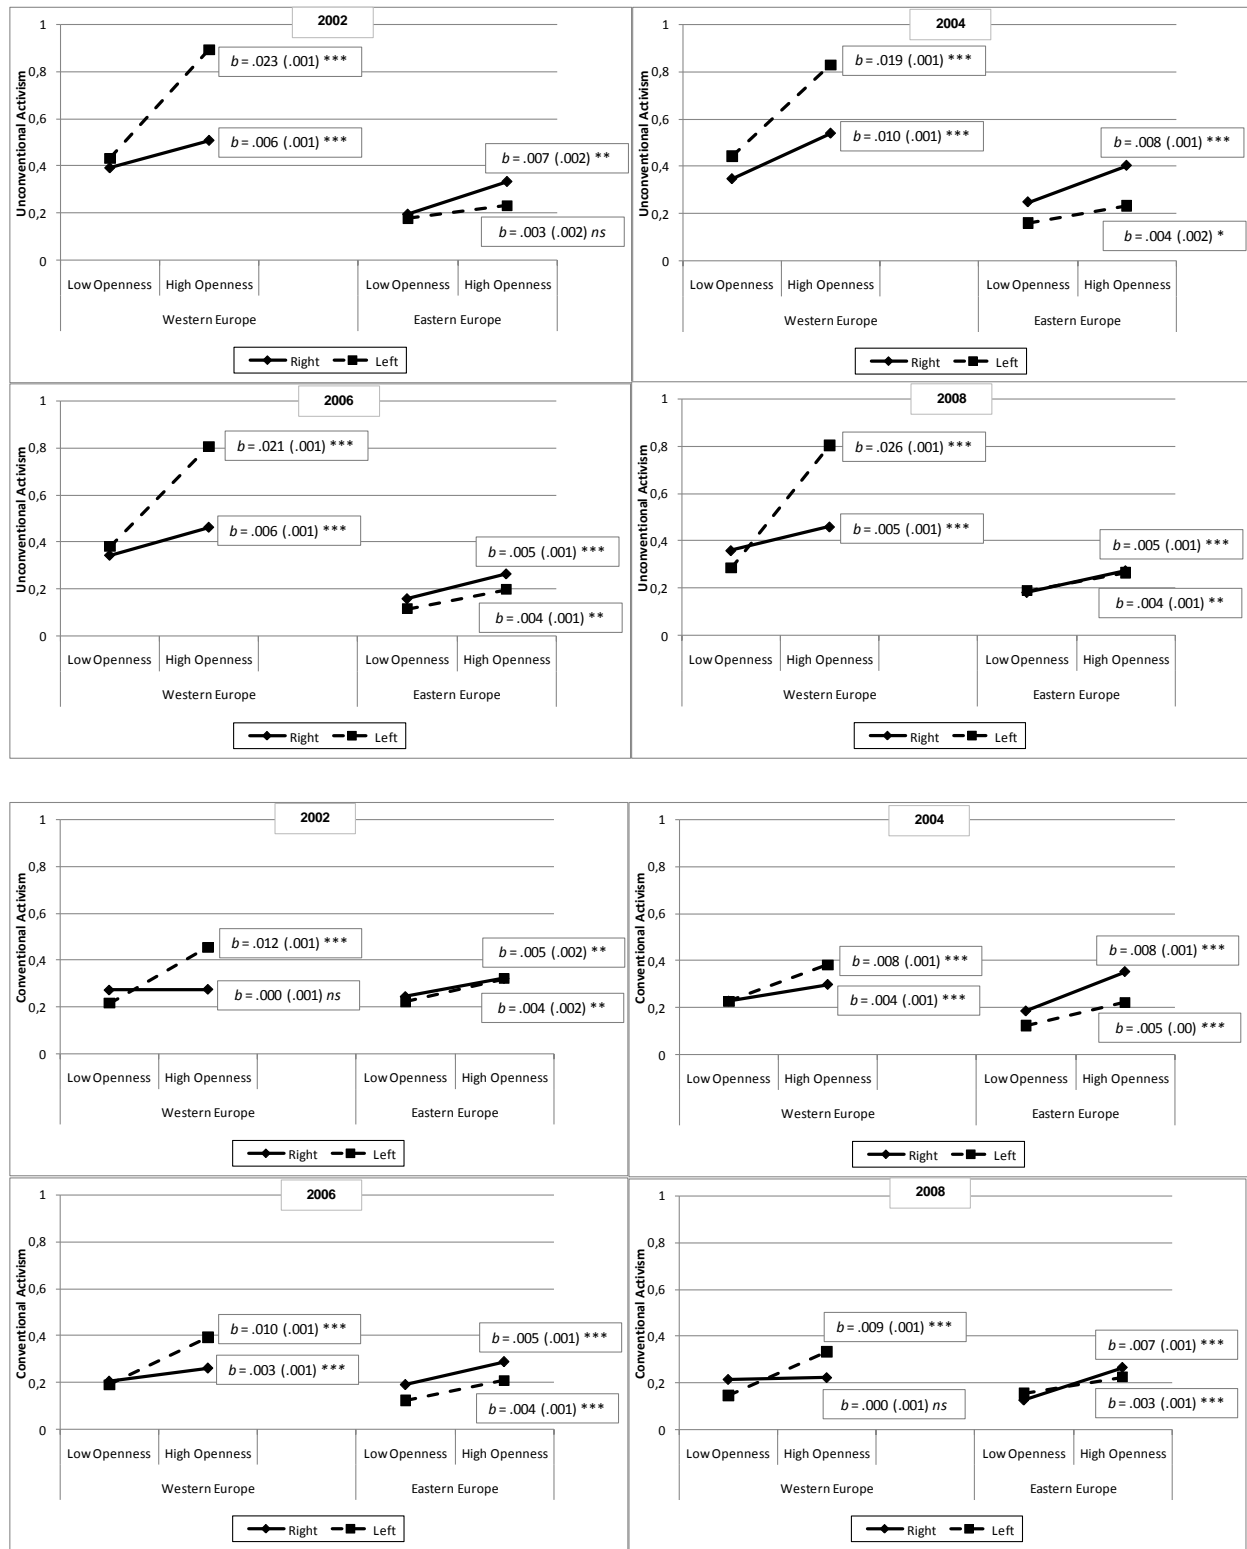 2002
Unconventional Activism
1
0,8
0,6
0,4
0,2
0
b = .023 (.001) ***
b = .006 (.001) ***
b = .007 (.002) **
b = .003 (.002) ns
Low Openness High Openness Low Openness High Openness
Western Europe Eastern Europe
Right Left
2004
Unconventional Activism
1
0,8
0,6
0,4
0,2
0
b = .019 (.001) ***
b = .010 (.001) ***
b = .008 (.001) ***
b = .004 (.002) *
Low Openness High Openness Low Openness High Openness
Western Europe Eastern Europe
Right Left
2006
Unconventional Activism
1
0,8
0,6
0,4
0,2
0
b = .021 (.001) ***
b = .006 (.001) ***
b = .005 (.001) ***
b = .004 (.001) **
Low Openness High Openness Low Openness High Openness
Western Europe Eastern Europe
Right Left
2008
Unconventional Activism
1
0,8
0,6
0,4
0,2
0
b = .026 (.001) ***
b = .005 (.001) ***
b = .005 (.001) ***
b = .004 (.001) **
Low Openness High Openness Low Openness High Openness
Western Europe Eastern Europe
Right Left
2002
Conventional Activism
1
0,8
0,6
0,4
0,2
0
b = .012 (.001) ***
b = .000 (.001) ns
b = .005 (.002) **
b = .004 (.002) **
Low Openness High Openness Low Openness High Openness
Western Europe Eastern Europe
Right Left
2004
Conventional Activism
1
0,8
0,6
0,4
0,2
0
b = .008 (.001) ***
b = .004 (.001) ***
b = .008 (.001) ***
b = .005 (.00) ***
Low Openness High Openness Low Openness High Openness
Western Europe Eastern Europe
Right Left
2006
Conventional Activism
1
0,8
0,6
0,4
0,2
0
b = .010 (.001) ***
b = .003 (.001) ***
b = .005 (.001) ***
b = .004 (.001) ***
Low Openness High Openness Low Openness High Openness
Western Europe Eastern Europe
Right Left
2008
Conventional Activism
1
0,8
0,6
0,4
0,2
0
b = .009 (.001) ***
b = .000 (.001) ns
b = .007 (.001) ***
b = .003 (.001) ***
Low Openness High Openness Low Openness High Openness
Western Europe Eastern Europe
Right Left